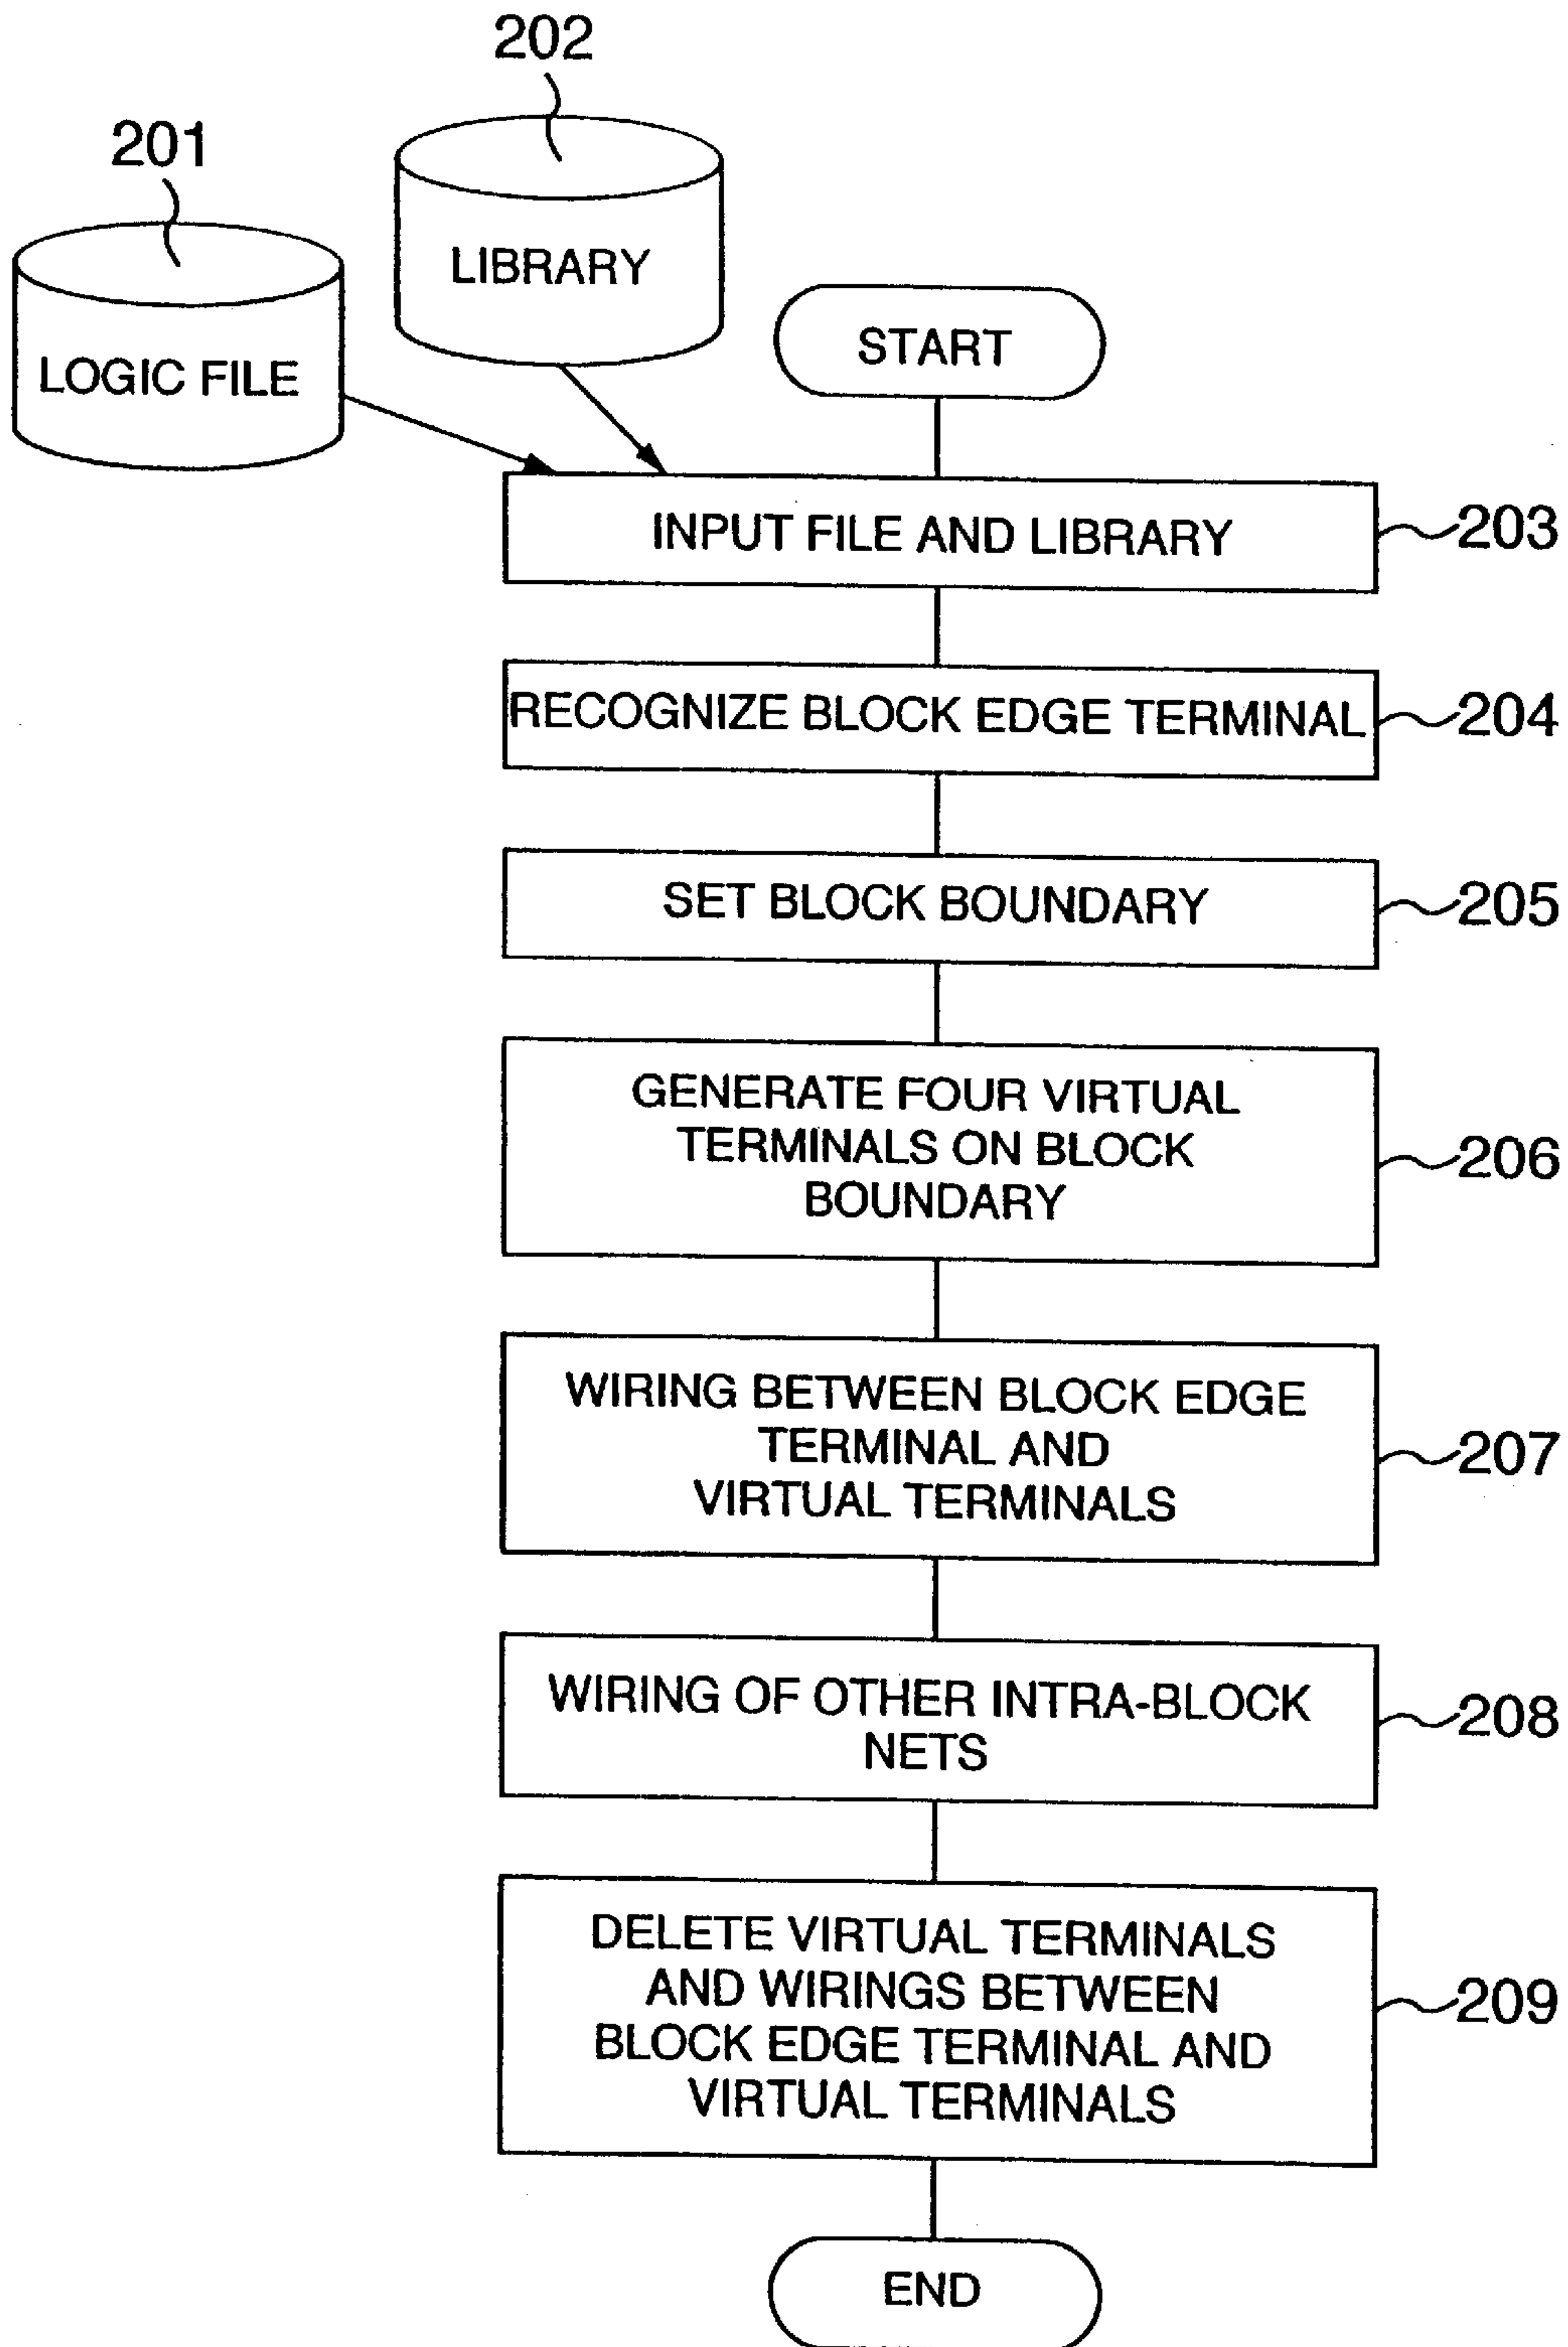 202
201
LIBRARY
LOGIC FILE
START
INPUT FILE AND LIBRARY
203
RECOGNIZE BLOCK EDGE TERMINAL
204
SET BLOCK BOUNDARY
205
GENERATE FOUR VIRTUAL
TERMINALS ON BLOCK
BOUNDARY
206
WIRING BETWEEN BLOCK EDGE
TERMINAL AND
VIRTUAL TERMINALS
207
WIRING OF OTHER INTRA-BLOCK
NETS
208
DELETE VIRTUAL TERMINALS
AND WIRINGS BETWEEN
BLOCK EDGE TERMINAL AND
VIRTUAL TERMINALS
209
END